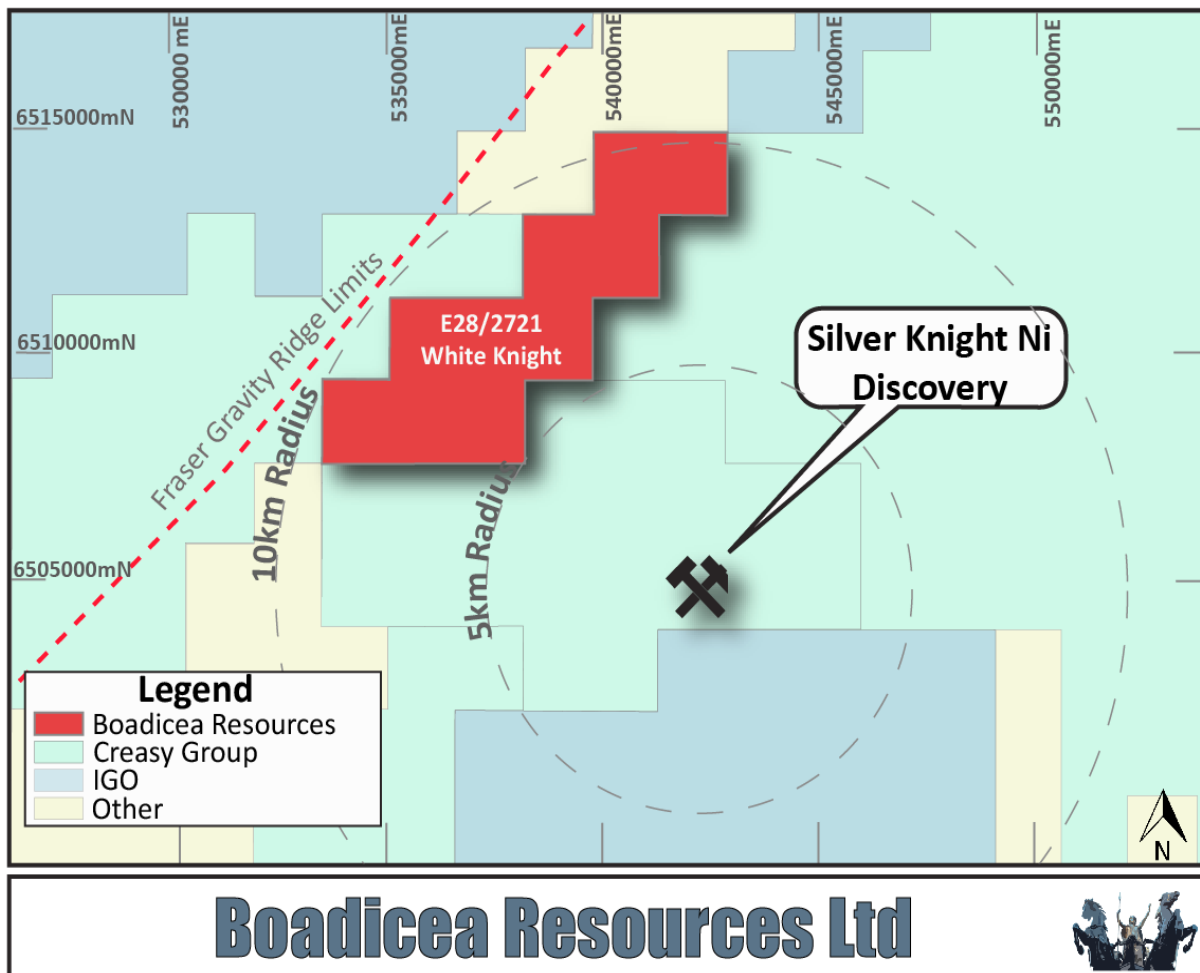 530000 mE
535000mE
540000mE
545000mE
550000mE
6515000mN
6510000mN
6505000mN
Fraser Gravity Ridge Limits
10km Radius
5km Radius
E28/2721
White Knight
Silver Knight Ni
Discovery
Legend
Boadicea Resources
Creasy Group
IGO
Other
N
Boadicea Resources Ltd